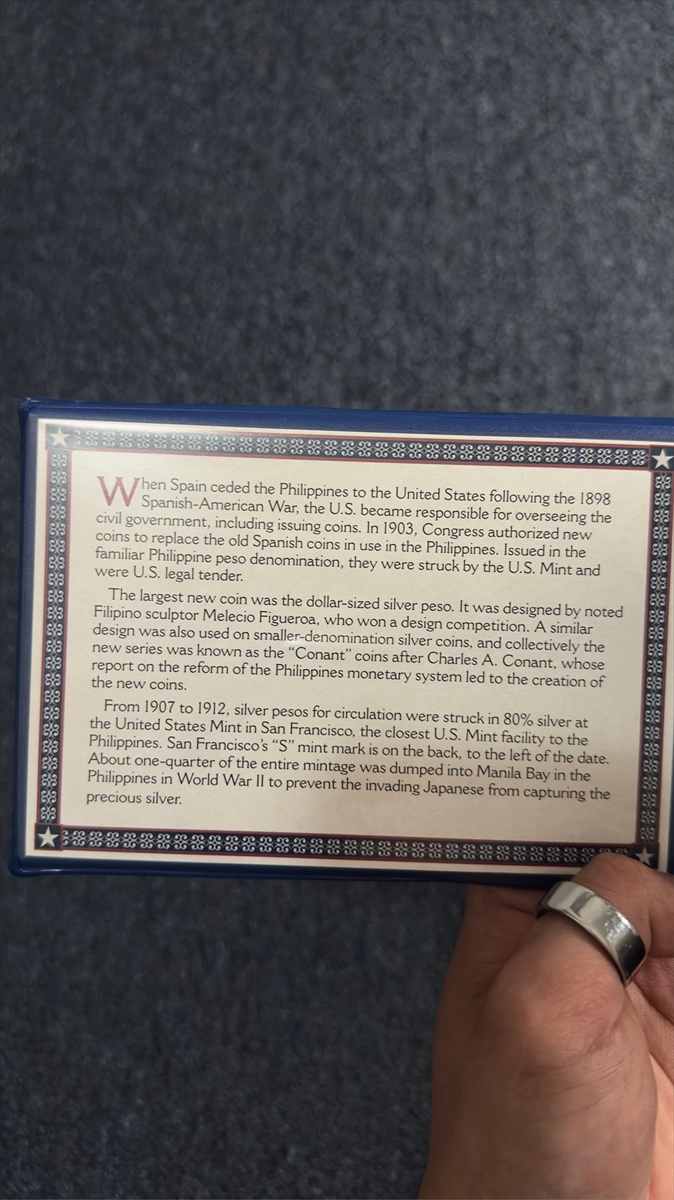 When Spain ceded the Philippines to the United States following the 1898
Spanish-American War, the U.S. became responsible for overseeing the
civil government, including issuing coins. In 1903, Congress authorized new
coins to replace the old Spanish coins in use in the Philippines. Issued in the
familiar Philippine peso denomination, they were struck by the U.S. Mint and
were U.S. legal tender.
The largest new coin was the dollar-sized silver peso. It was designed by noted
Filipino sculptor Melecio Figueroa, who won a design competition. A similar
design was also used on smaller-denomination silver coins, and collectively the
new series was known as the “Conant” coins after Charles A. Conant, whose
report on the reform of the Philippines monetary system led to the creation of
the new coins.
From 1907 to 1912, silver pesos for circulation were struck in 80% silver at
the United States Mint in San Francisco, the closest U.S. Mint facility to the
Philippines. San Francisco’s “S” mint mark is on the back, to the left of the date.
About one-quarter of the entire mintage was dumped into Manila Bay in the
Philippines in World War II to prevent the invading Japanese from capturing the
precious silver.